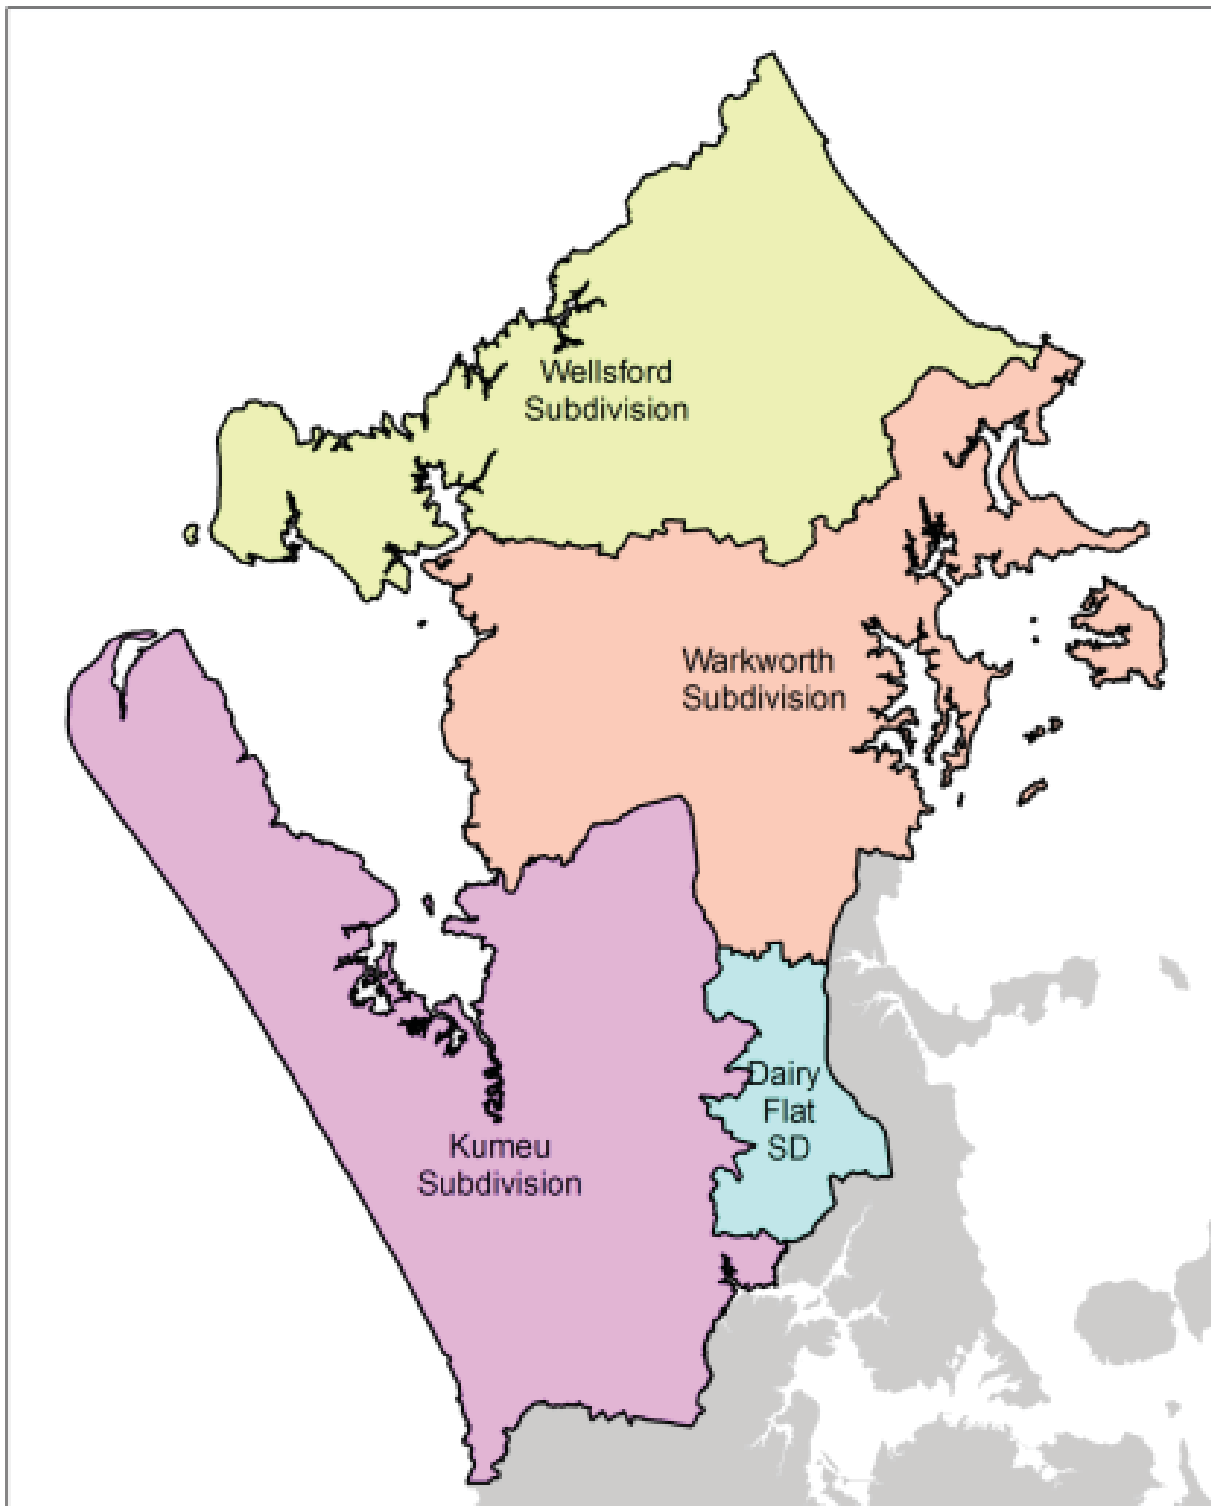 Wellsford
Subdivision
Warkworth
Subdivision
Dairy
Flat
SD
Kumeu
Subdivision